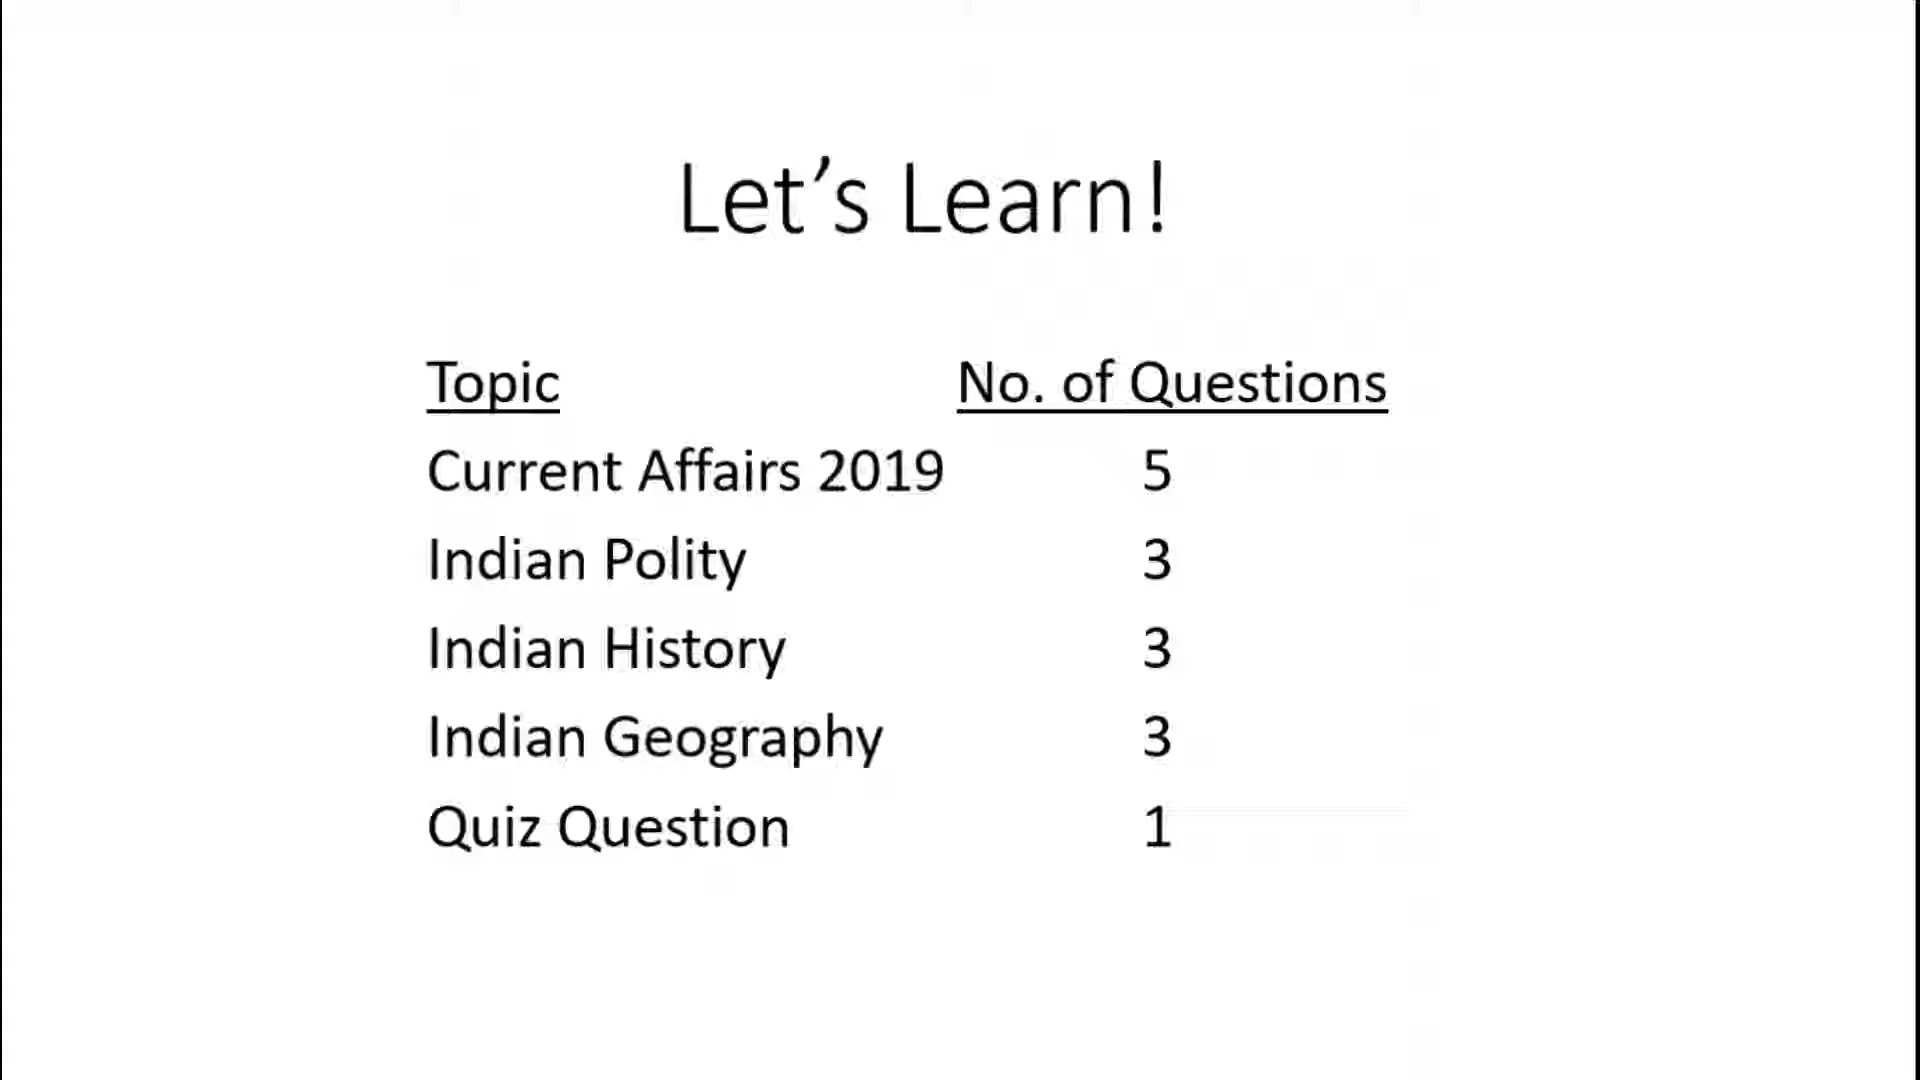 Let’s Learn!
Topic No. of Questions
Current Affairs 2019 5
Indian Polity 3
Indian History 3
Indian Geography 3
Quiz Question 1